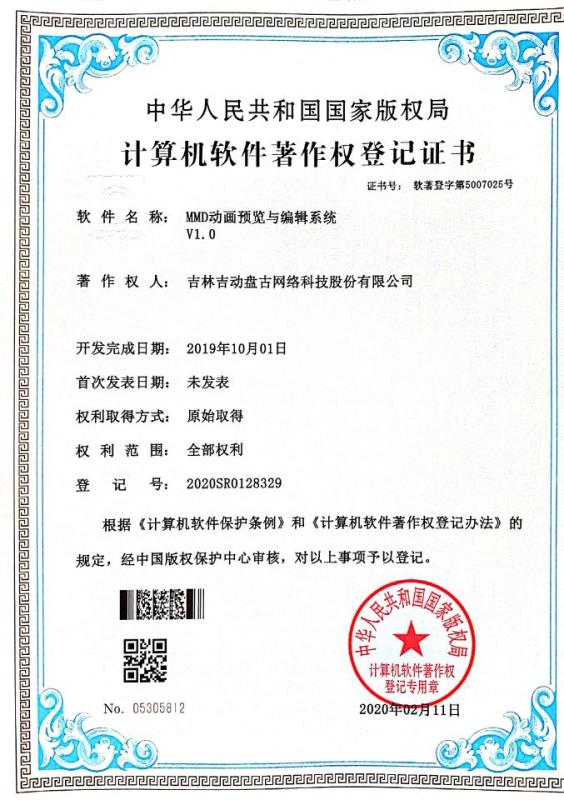 中华人民共和国国家版权局
计算机软件著作权登记证书
证书号： 软著登字第5007025号
软件名称： MMD动画预览与编辑系统
V1.0
著作权人： 吉林吉动盘古网络科技股份有限公司
开发完成日期： 2019年10月01日
首次发表日期： 未发表
权利取得方式： 原始取得
权利范围： 全部权利
登记号： 2020SR0128329
根据《计算机软件保护条例》和《计算机软件著作权登记办法》的
规定，经中国版权保护中心审核，对以上事项予以登记。
中华人民共和国国家版权局
计算机软件著作权
登记专用章
No. 05305812
2020年02月11日